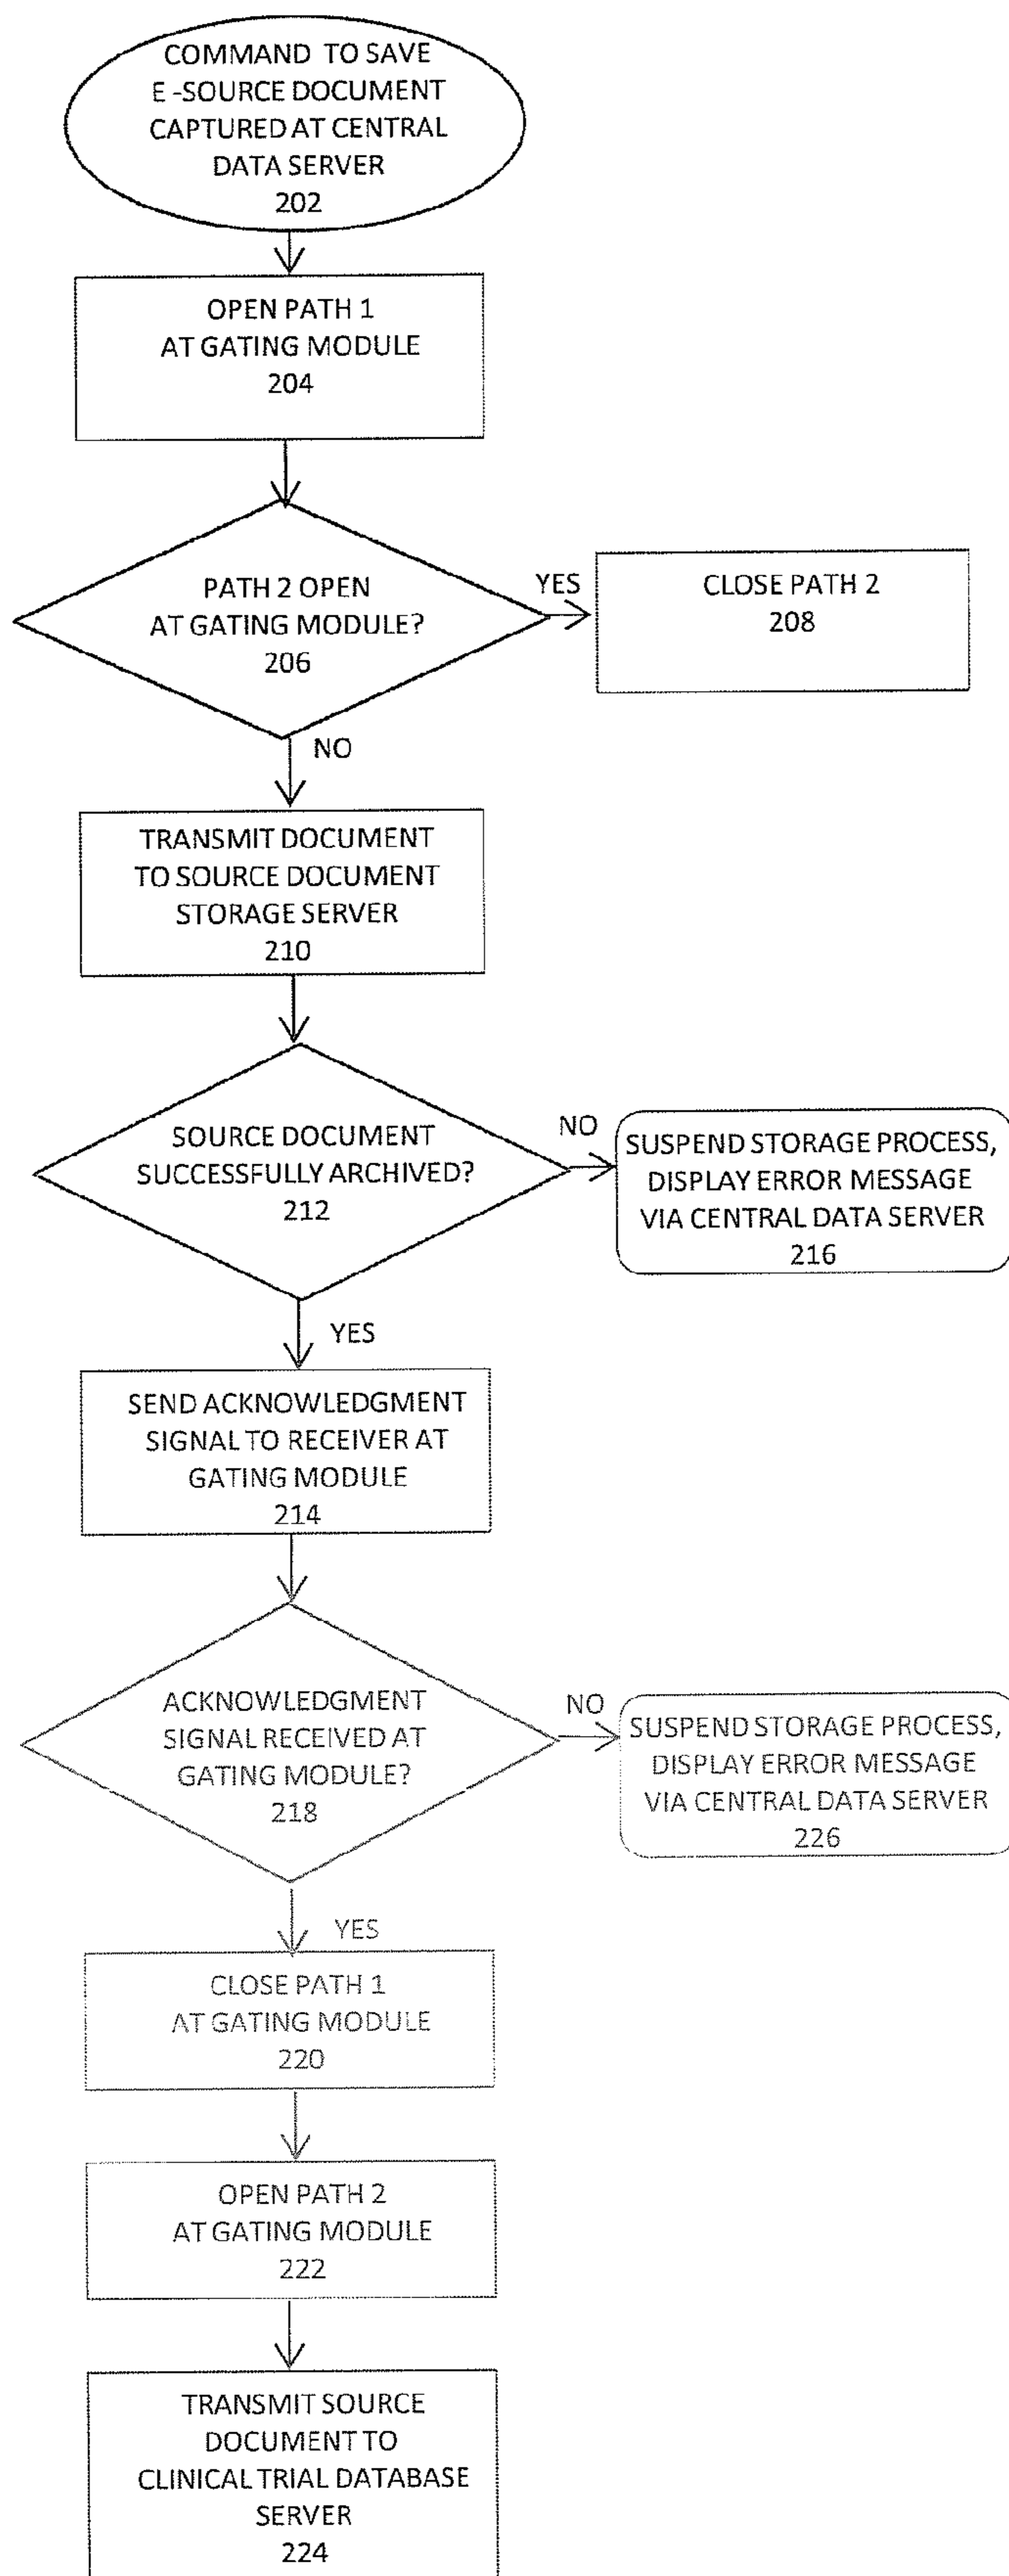 COMMAND TO SAVE
E -SOURCE DOCUMENT
CAPTURED AT CENTRAL
DATA SERVER
202
OPEN PATH 1
AT GATING MODULE
204
PATH 2 OPEN
AT GATING MODULE?
206
YES
CLOSE PATH 2
208
NO
TRANSMIT DOCUMENT
TO SOURCE DOCUMENT
STORAGE SERVER
210
SOURCE DOCUMENT
SUCCESSFULLY ARCHIVED?
212
NO
SUSPEND STORAGE PROCESS,
DISPLAY ERROR MESSAGE
VIA CENTRAL DATA SERVER
216
YES
SEND ACKNOWLEDGMENT
SIGNAL TO RECEIVER AT
GATING MODULE
214
ACKNOWLEDGMENT
SIGNAL RECEIVED AT
GATING MODULE?
218
NO
SUSPEND STORAGE PROCESS,
DISPLAY ERROR MESSAGE
VIA CENTRAL DATA SERVER
226
YES
CLOSE PATH 1
AT GATING MODULE
220
OPEN PATH 2
AT GATING MODULE
222
TRANSMIT SOURCE
DOCUMENT TO
CLINICAL TRIAL DATABASE
SERVER
224